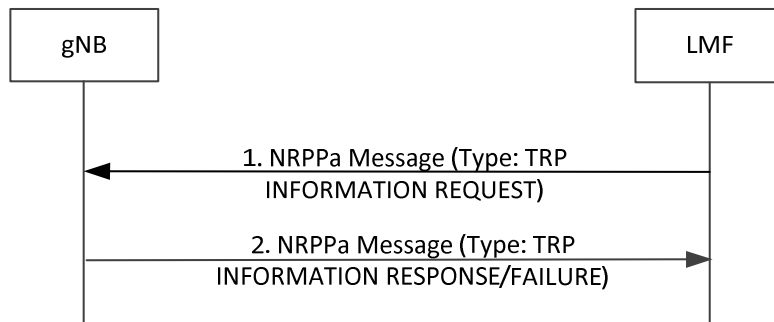 gNB
LMF
1. NRPPa Message (Type: TRP
INFORMATION REQUEST)
2. NRPPa Message (Type: TRP
INFORMATION RESPONSE/FAILURE)